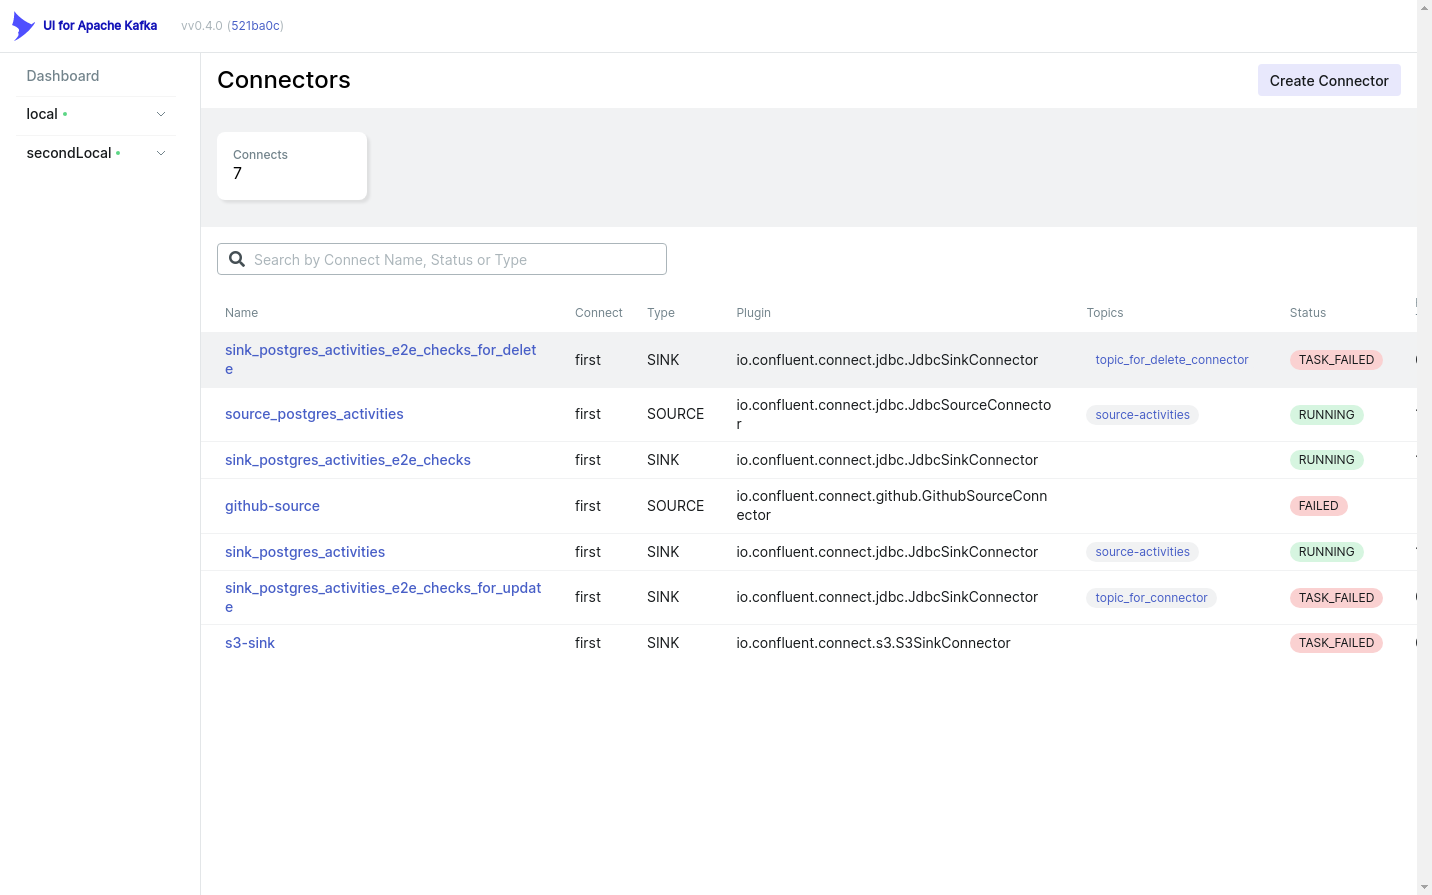 UI for Apache Kafka vv0.4.0 (521ba0c)
Dashboard
local
secondLocal
Connectors
Create Connector
Connects
7
Search by Connect Name, Status or Type
Name Connect Type Plugin Topics Status
sink_postgres_activities_e2e_checks_for_delet
e
first SINK io.confluent.connect.jdbc.JdbcSinkConnector topic_for_delete_connector TASK_FAILED
source_postgres_activities first SOURCE
io.confluent.connect.jdbc.JdbcSourceConnecto
r
source-activities RUNNING
sink_postgres_activities_e2e_checks first SINK io.confluent.connect.jdbc.JdbcSinkConnector RUNNING
github-source first SOURCE
io.confluent.connect.github.GithubSourceConn
ector
FAILED
sink_postgres_activities first SINK io.confluent.connect.jdbc.JdbcSinkConnector source-activities RUNNING
sink_postgres_activities_e2e_checks_for_updat
e
first SINK io.confluent.connect.jdbc.JdbcSinkConnector topic_for_connector TASK_FAILED
s3-sink first SINK io.confluent.connect.s3.S3SinkConnector TASK_FAILED